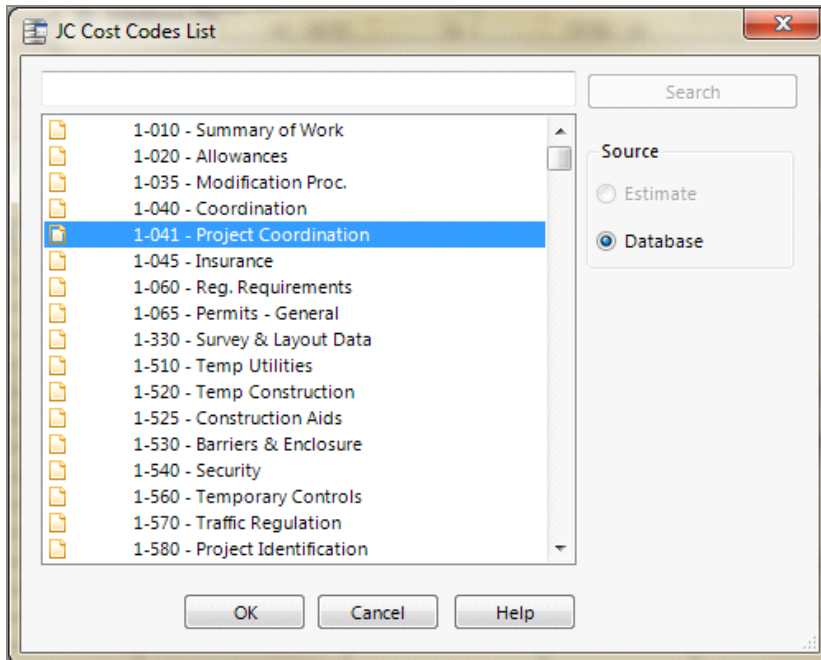 JC Cost Codes List
Search
1-010 - Summary of Work
1-020 - Allowances
1-035 - Modification Proc.
1-040 - Coordination
1-041 - Project Coordination
1-045 - Insurance
1-060 - Reg. Requirements
1-065 - Permits - General
1-330 - Survey & Layout Data
1-510 - Temp Utilities
1-520 - Temp Construction
1-525 - Construction Aids
1-530 - Barriers & Enclosure
1-540 - Security
1-560 - Temporary Controls
1-570 - Traffic Regulation
1-580 - Project Identification
Source
Estimate
Database
OK Cancel Help